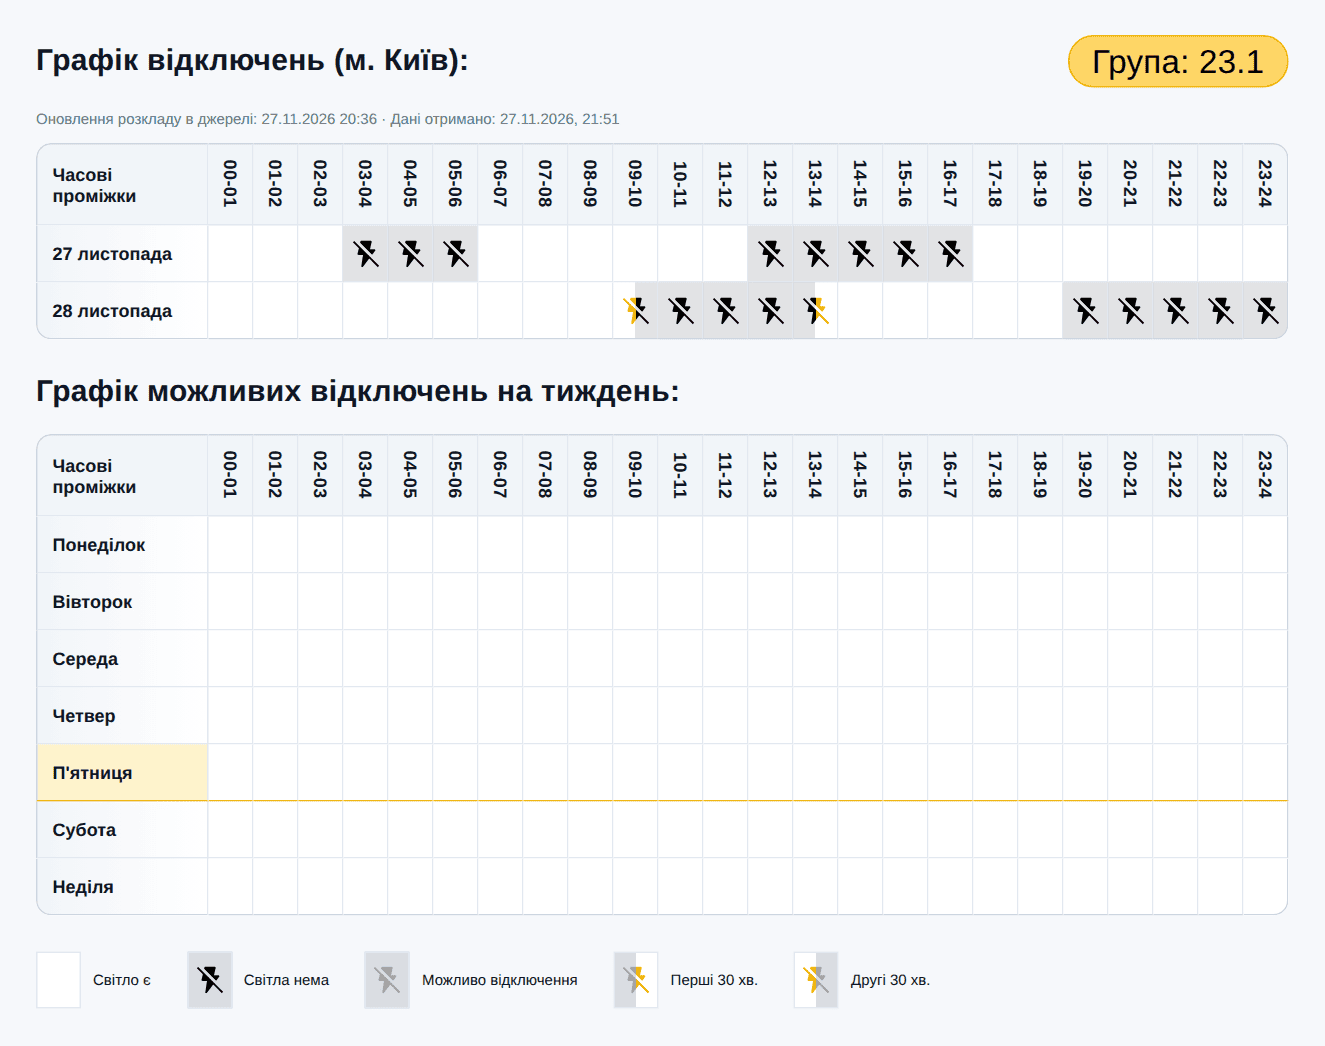 Графік відключень (м. Київ):
Група: 23.1
Оновлення розкладу в джерелі: 27.11.2026 20:36 · Дані отримано: 27.11.2026, 21:51
Часові
проміжки
00-01
01-02
02-03
03-04
04-05
05-06
06-07
07-08
08-09
09-10
10-11
11-12
12-13
13-14
14-15
15-16
16-17
17-18
18-19
19-20
20-21
21-22
22-23
23-24
27 листопада
28 листопада
Графік можливих відключень на тиждень:
Часові
проміжки
00-01
01-02
02-03
03-04
04-05
05-06
06-07
07-08
08-09
09-10
10-11
11-12
12-13
13-14
14-15
15-16
16-17
17-18
18-19
19-20
20-21
21-22
22-23
23-24
Понеділок
Вівторок
Середа
Четвер
П'ятниця
Субота
Неділя
Світло є
Світла нема
Можливо відключення
Перші 30 хв.
Другі 30 хв.